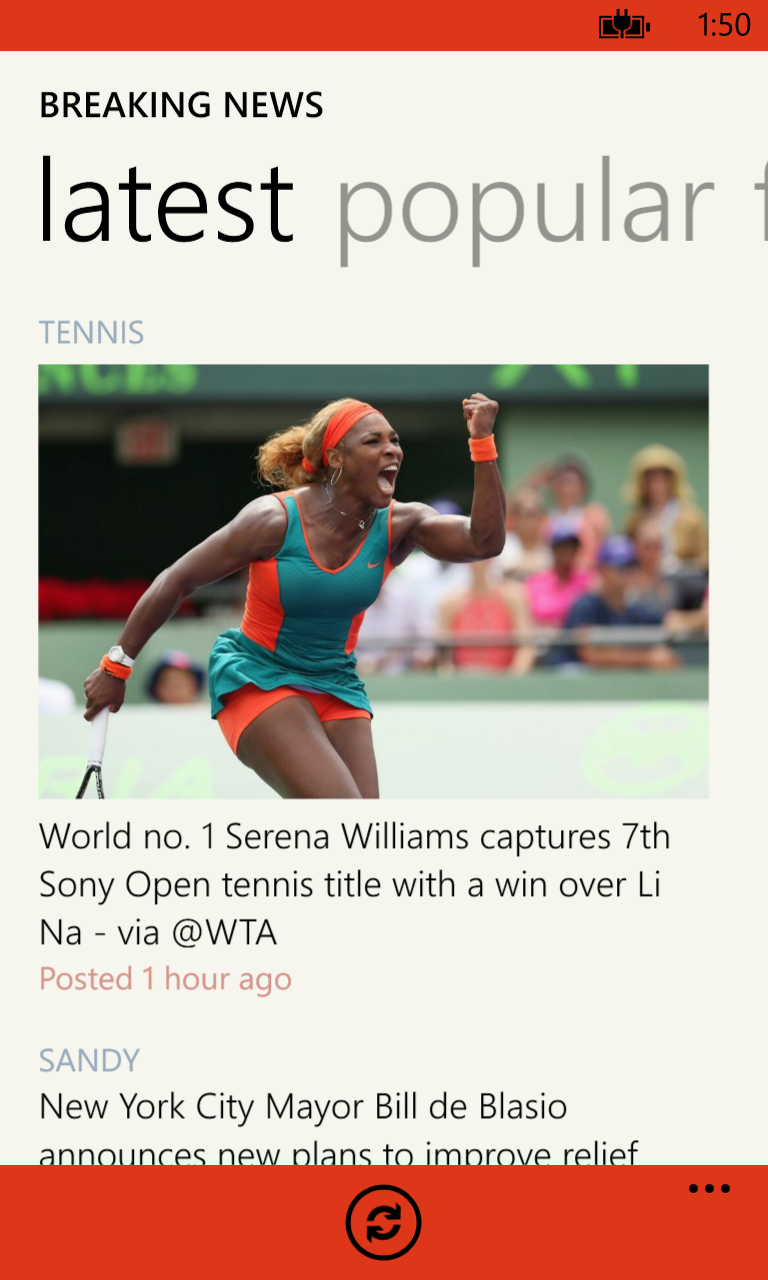 1:50
BREAKING NEWS
latest popular f
TENNIS
World no. 1 Serena Williams captures 7th
Sony Open tennis title with a win over Li
Na - via @WTA
Posted 1 hour ago
SANDY
New York City Mayor Bill de Blasio
announces new plans to improve relief